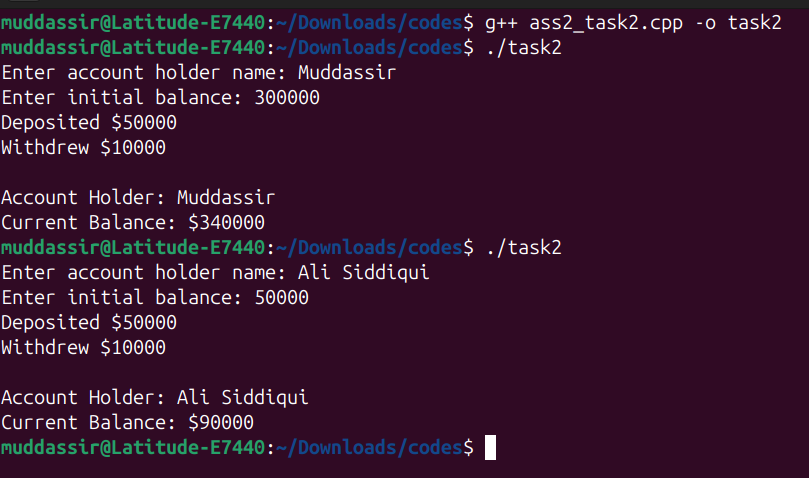 muddassir@Latitude-E7440:~/Downloads/codes$ g++ ass2_task2.cpp -o task2
muddassir@Latitude-E7440:~/Downloads/codes$ ./task2
Enter account holder name: Muddassir
Enter initial balance: 300000
Deposited $50000
Withdrew $10000
Account Holder: Muddassir
Current Balance: $340000
muddassir@Latitude-E7440:~/Downloads/codes$ ./task2
Enter account holder name: Ali Siddiqui
Enter initial balance: 50000
Deposited $50000
Withdrew $10000
Account Holder: Ali Siddiqui
Current Balance: $90000
muddassir@Latitude-E7440:~/Downloads/codes$